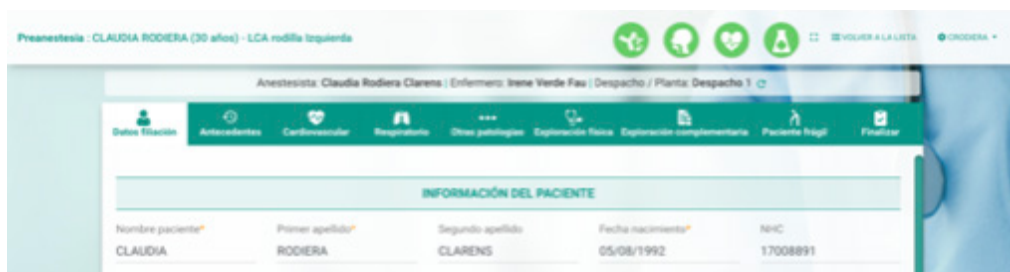 Preanestesia : CLAUDIA RODIERA (30 años) - LCA rodilla Izquierda
VOLVER A LA LISTA
CRODIERA
Anestesista: Claudia Rodiera Clarens | Enfermero: Irene Verde Fau | Despacho / Planta: Despacho 1
Datos filiación Antecedentes Cardiovascular Respiratorio Otras patologías Exploración física Exploración complementaria Paciente frágil Finalizar
INFORMACIÓN DEL PACIENTE
Nombre paciente* Primer apellido* Segundo apellido Fecha nacimiento* NHC
CLAUDIA RODIERA CLARENS 05/08/1992 17008891